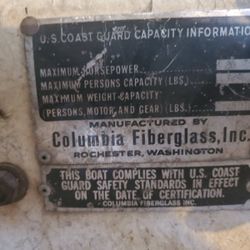 U.S. COAST GUARD CAPACITY INFORMATIO
MAXIMUM HORSEPOWER
MAXIMUM PERSONS CAPACITY (LBS.)
MAXIMUM WEIGHT CAPACITY
(PERSONS, MOTOR AND GEAR) (LBS.)
MANUFACTURED BY
Columbia Fiberglass, Inc.
ROCHESTER, WASHINGTON
THIS BOAT COMPLIES WITH U.S. COAST
GUARD SAFETY STANDARDS IN EFFECT
ON THE DATE OF CERTIFICATION.
COLUMBIA FIBERGLASS INC.